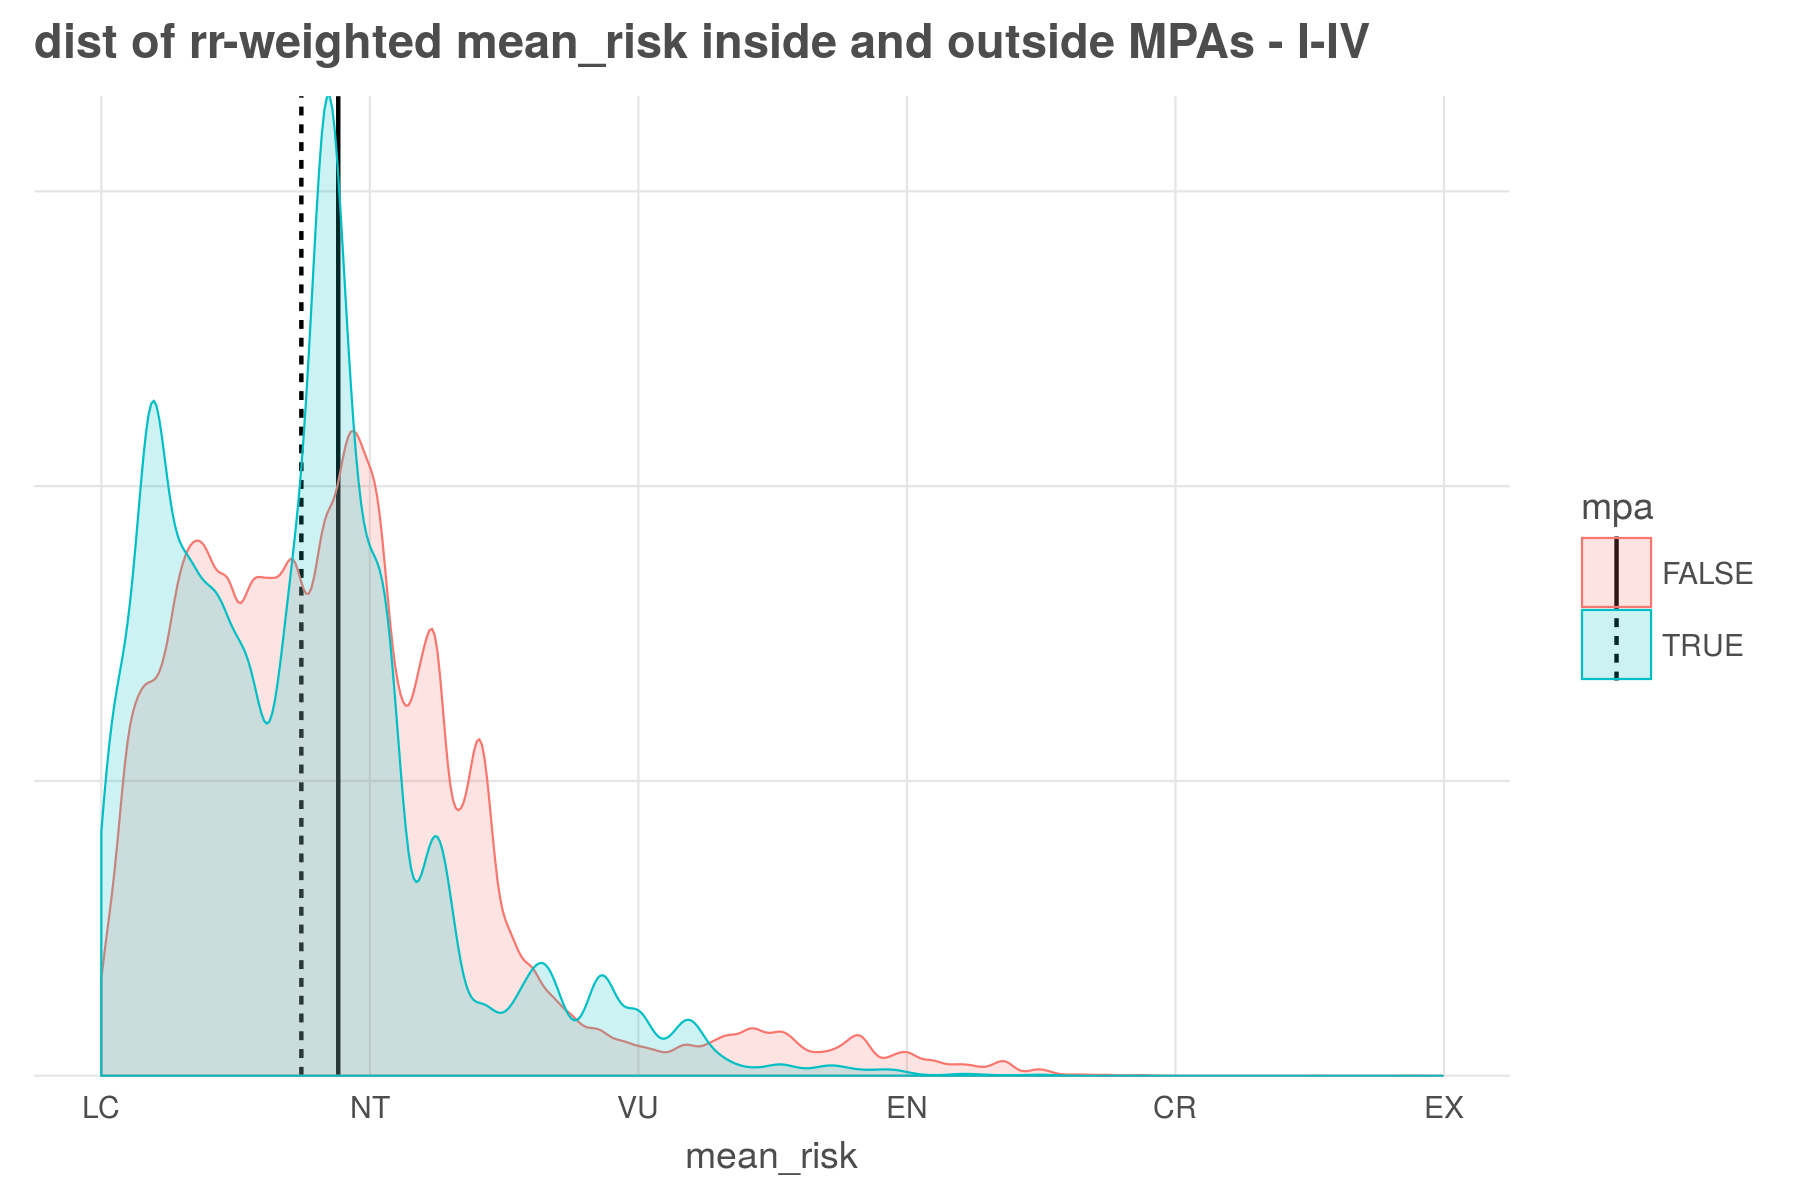 dist of rr-weighted mean_risk inside and outside MPAs - I-IV
mpa
FALSE
TRUE
LC NT VU EN CR EX
mean_risk